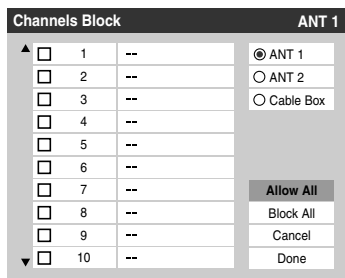 Channels Block ANT 1
1 -- ANT 1
2 -- ANT 2
3 -- Cable Box
4 --
5 --
6 --
7 -- Allow All
8 -- Block All
9 -- Cancel
10 -- Done